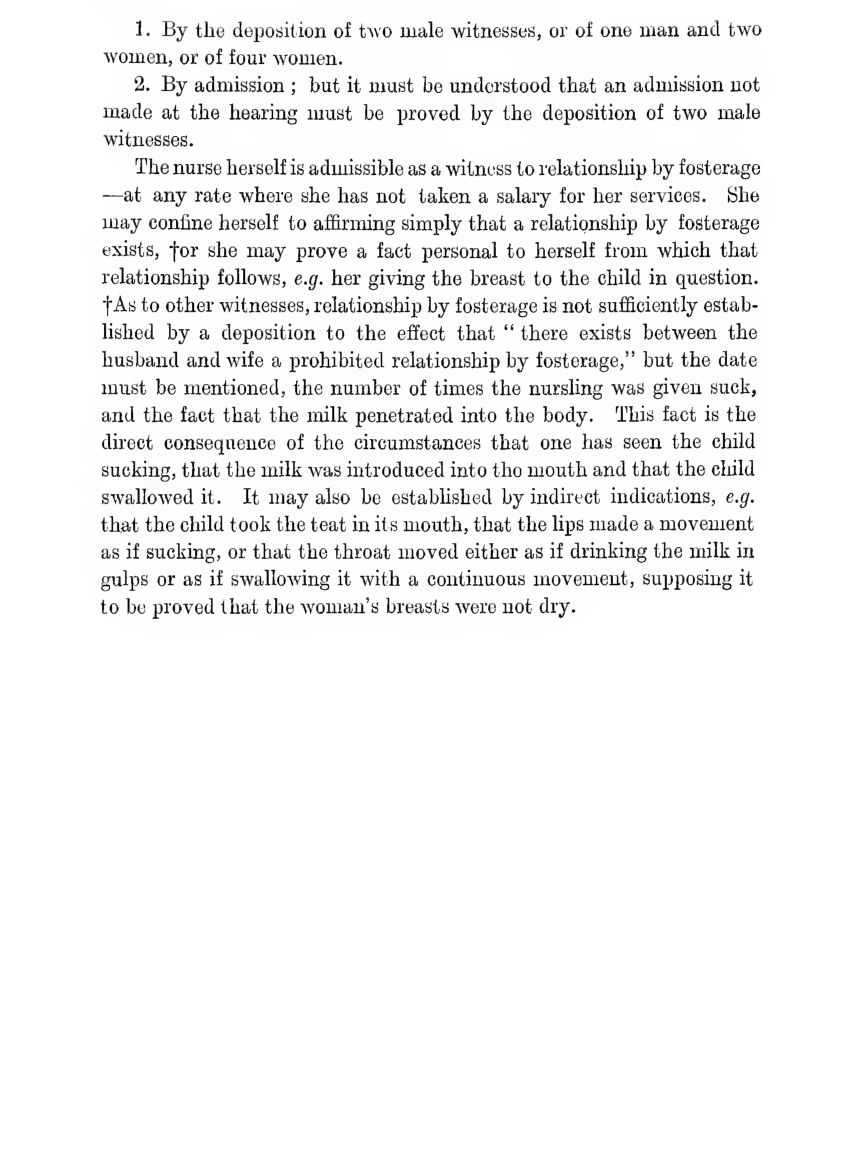 1. By the deposition of two male witnesses, or of one man and two
women, or of four women.
2. By admission ; but it must be understood that an admission not
made at the hearing must be proved by the deposition of two male
witnesses.
The nurse herself is admissible as a witness to relationship by fosterage
—at any rate where she has not taken a salary for her services. She
may confine herself to affirming simply that a relationship by fosterage
exists, †or she may prove a fact personal to herself from which that
relationship follows, e.g. her giving the breast to the child in question.
†As to other witnesses, relationship by fosterage is not sufficiently estab-
lished by a deposition to the effect that “ there exists between the
husband and wife a prohibited relationship by fosterage,” but the date
must be mentioned, the number of times the nursling was given suck,
and the fact that the milk penetrated into the body. This fact is the
direct consequence of the circumstances that one has seen the child
sucking, that the milk was introduced into the mouth and that the child
swallowed it. It may also be established by indirect indications, e.g.
that the child took the teat in its mouth, that the lips made a movement
as if sucking, or that the throat moved either as if drinking the milk in
gulps or as if swallowing it with a continuous movement, supposing it
to be proved that the woman’s breasts were not dry.